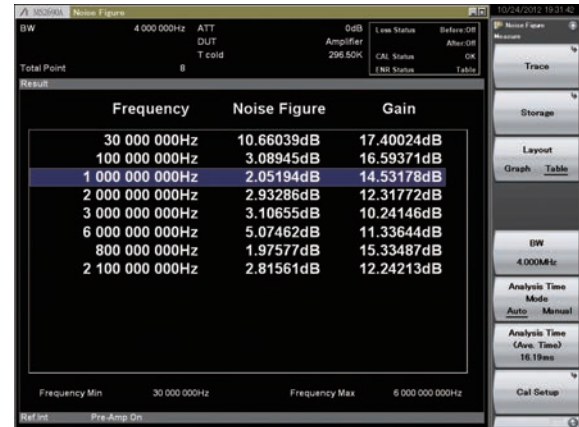 MS2690A Noise Figure
10/24/2012 19:31:42
BW 4 000 000Hz ATT 0dB Loss Status Before:Off
DUT Amplifier After:Off
T cold 296.50K CAL Status OK
Total Point 8 ENR Status Table
Result
Frequency Noise Figure Gain
30 000 000Hz 10.66039dB 17.40024dB
100 000 000Hz 3.08945dB 16.59371dB
1 000 000 000Hz 2.05194dB 14.53178dB
2 000 000 000Hz 2.93286dB 12.31772dB
3 000 000 000Hz 3.10655dB 10.24146dB
6 000 000 000Hz 5.07462dB 11.33644dB
800 000 000Hz 1.97577dB 15.33487dB
2 100 000 000Hz 2.81561dB 12.24213dB
Frequency Min 30 000 000Hz Frequency Max 6 000 000 000Hz
Ref.Int Pre-Amp On
Noise Figure
Measure
Trace
Storage
Layout
Graph Table
BW
4.000MHz
Analysis Time
Mode
Auto Manual
Analysis Time
(Ave. Time)
16.19ms
Cal Setup